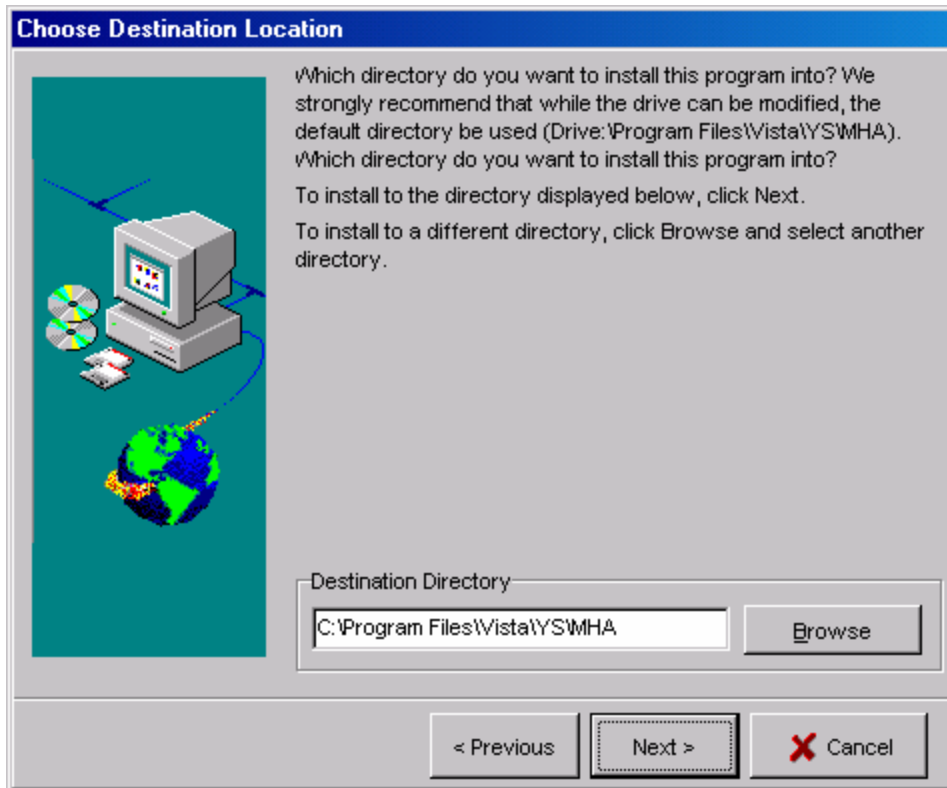 Choose Destination Location
Which directory do you want to install this program into? We
strongly recommend that while the drive can be modified, the
default directory be used (Drive:\Program Files\Vista\YS\MHA).
Which directory do you want to install this program into?
To install to the directory displayed below, click Next.
To install to a different directory, click Browse and select another
directory.
Destination Directory
C:\Program Files\Vista\YS\MHA
Browse
< Previous
Next >
Cancel